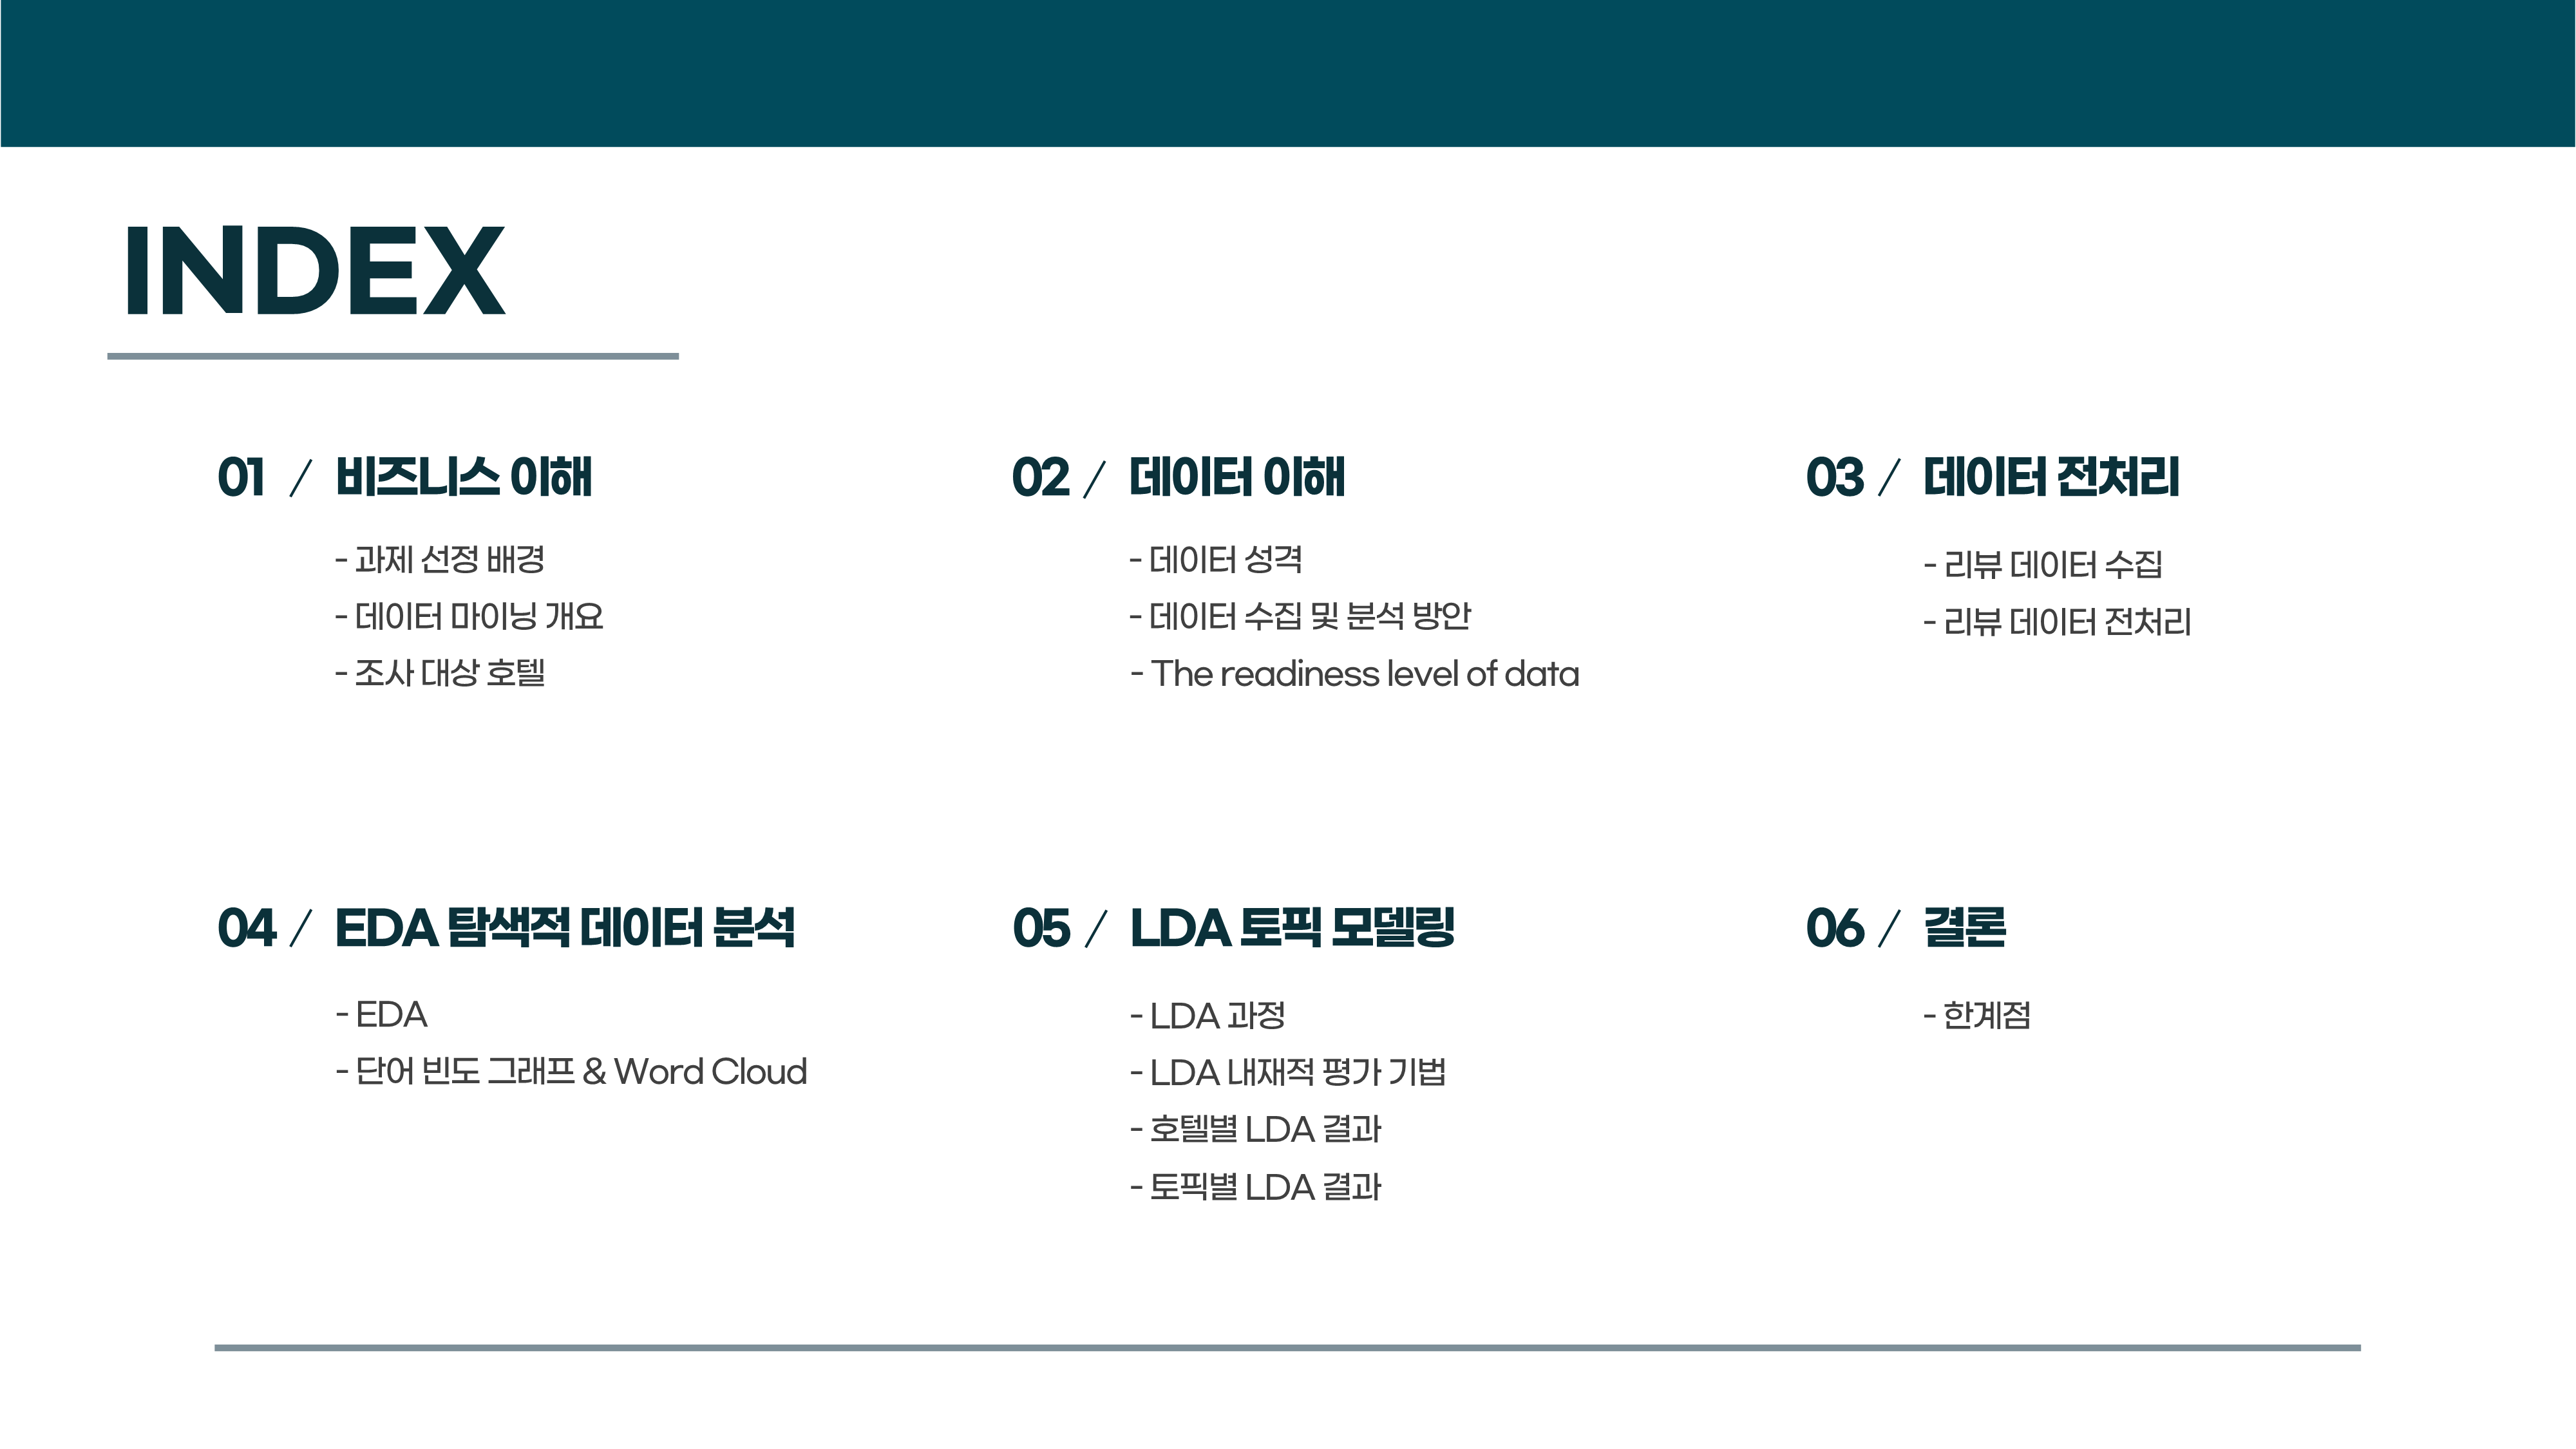 INDEX
01 / 비즈니스 이해
- 과제 선정 배경
- 데이터 마이닝 개요
- 조사 대상 호텔
02 / 데이터 이해
- 데이터 성격
- 데이터 수집 및 분석 방안
- The readiness level of data
03 / 데이터 전처리
- 리뷰 데이터 수집
- 리뷰 데이터 전처리
04 / EDA 탐색적 데이터 분석
- EDA
- 단어 빈도 그래프 & Word Cloud
05 / LDA 토픽 모델링
- LDA 과정
- LDA 내재적 평가 기법
- 호텔별 LDA 결과
- 토픽별 LDA 결과
06 / 결론
- 한계점